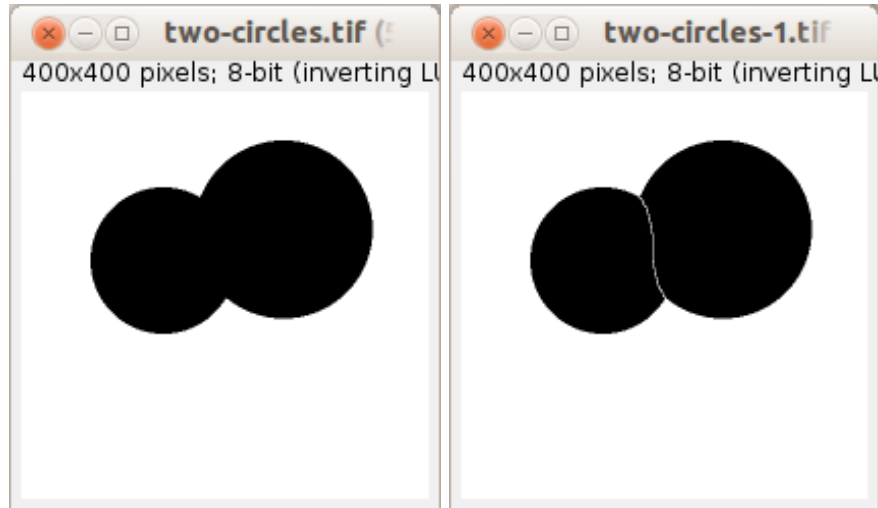 two-circles.tif (
400x400 pixels; 8-bit (inverting
two-circles-1.tif
400x400 pixels; 8-bit (inverting